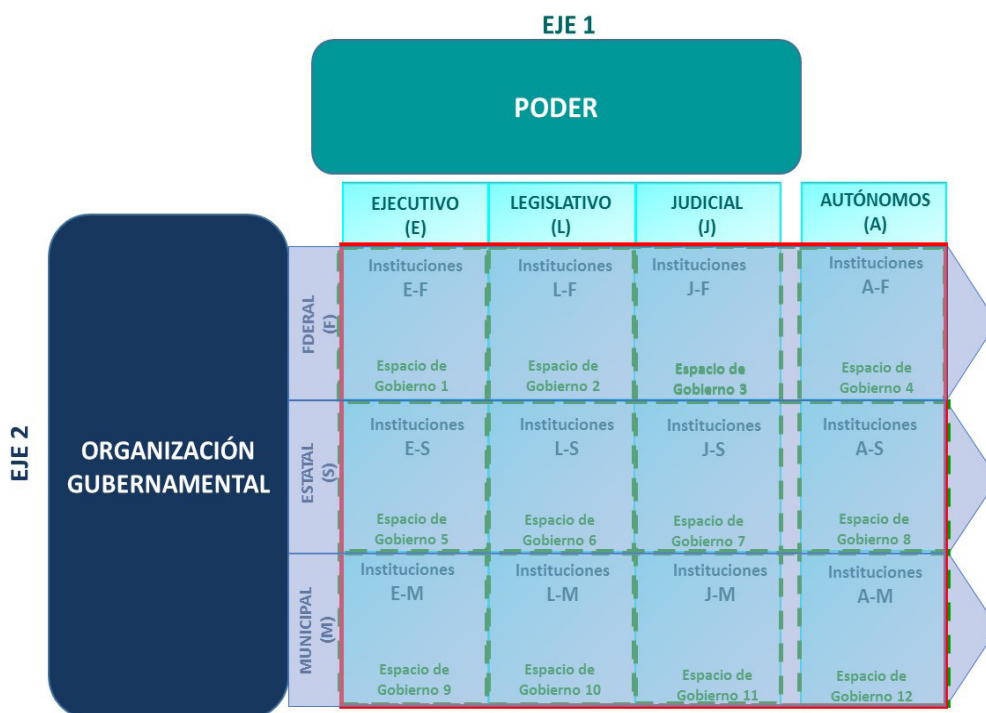 EJE 1
PODER
EJECUTIVO
(E)
LEGISLATIVO
(L)
JUDICIAL
(J)
AUTÓNOMOS
(A)
EJE 2
ORGANIZACIÓN
GUBERNAMENTAL
FDERAL
(F)
Instituciones
E-F
Espacio de
Gobierno 1
Instituciones
L-F
Espacio de
Gobierno 2
Instituciones
J-F
Espacio de
Gobierno 3
Instituciones
A-F
Espacio de
Gobierno 4
ESTATAL
(S)
Instituciones
E-S
Espacio de
Gobierno 5
Instituciones
L-S
Espacio de
Gobierno 6
Instituciones
J-S
Espacio de
Gobierno 7
Instituciones
A-S
Espacio de
Gobierno 8
MUNICIPAL
(M)
Instituciones
E-M
Espacio de
Gobierno 9
Instituciones
L-M
Espacio de
Gobierno 10
Instituciones
J-M
Espacio de
Gobierno 11
Instituciones
A-M
Espacio de
Gobierno 12